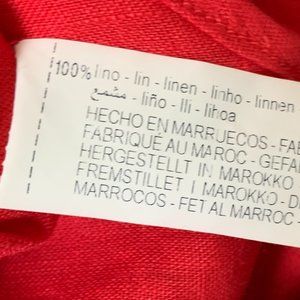 100% lino - lin - linen - linho - linnen
مشمع - liño - lli - lihoa
HECHO EN MARRUECOS - FA
FABRIQUÉ AU MAROC - GEFA
HERGESTELLT IN MAROKKO
FREMSTILLET I MAROKKO - D
MARROCOS - FET AL MARROC -